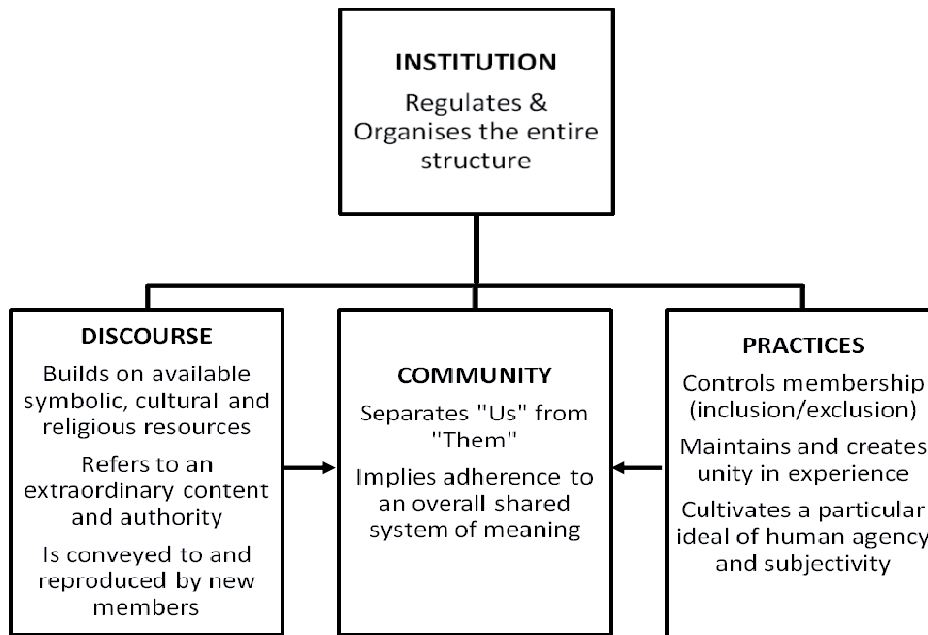 INSTITUTION
Regulates &
Organises the entire
structure
DISCOURSE
Builds on available
symbolic, cultural and
religious resources
Refers to an
extraordinary content
and authority
Is conveyed to and
reproduced by new
members
COMMUNITY
Separates "Us" from
"Them"
Implies adherence to
an overall shared
system of meaning
PRACTICES
Controls membership
(inclusion/exclusion)
Maintains and creates
unity in experience
Cultivates a particular
ideal of human agency
and subjectivity